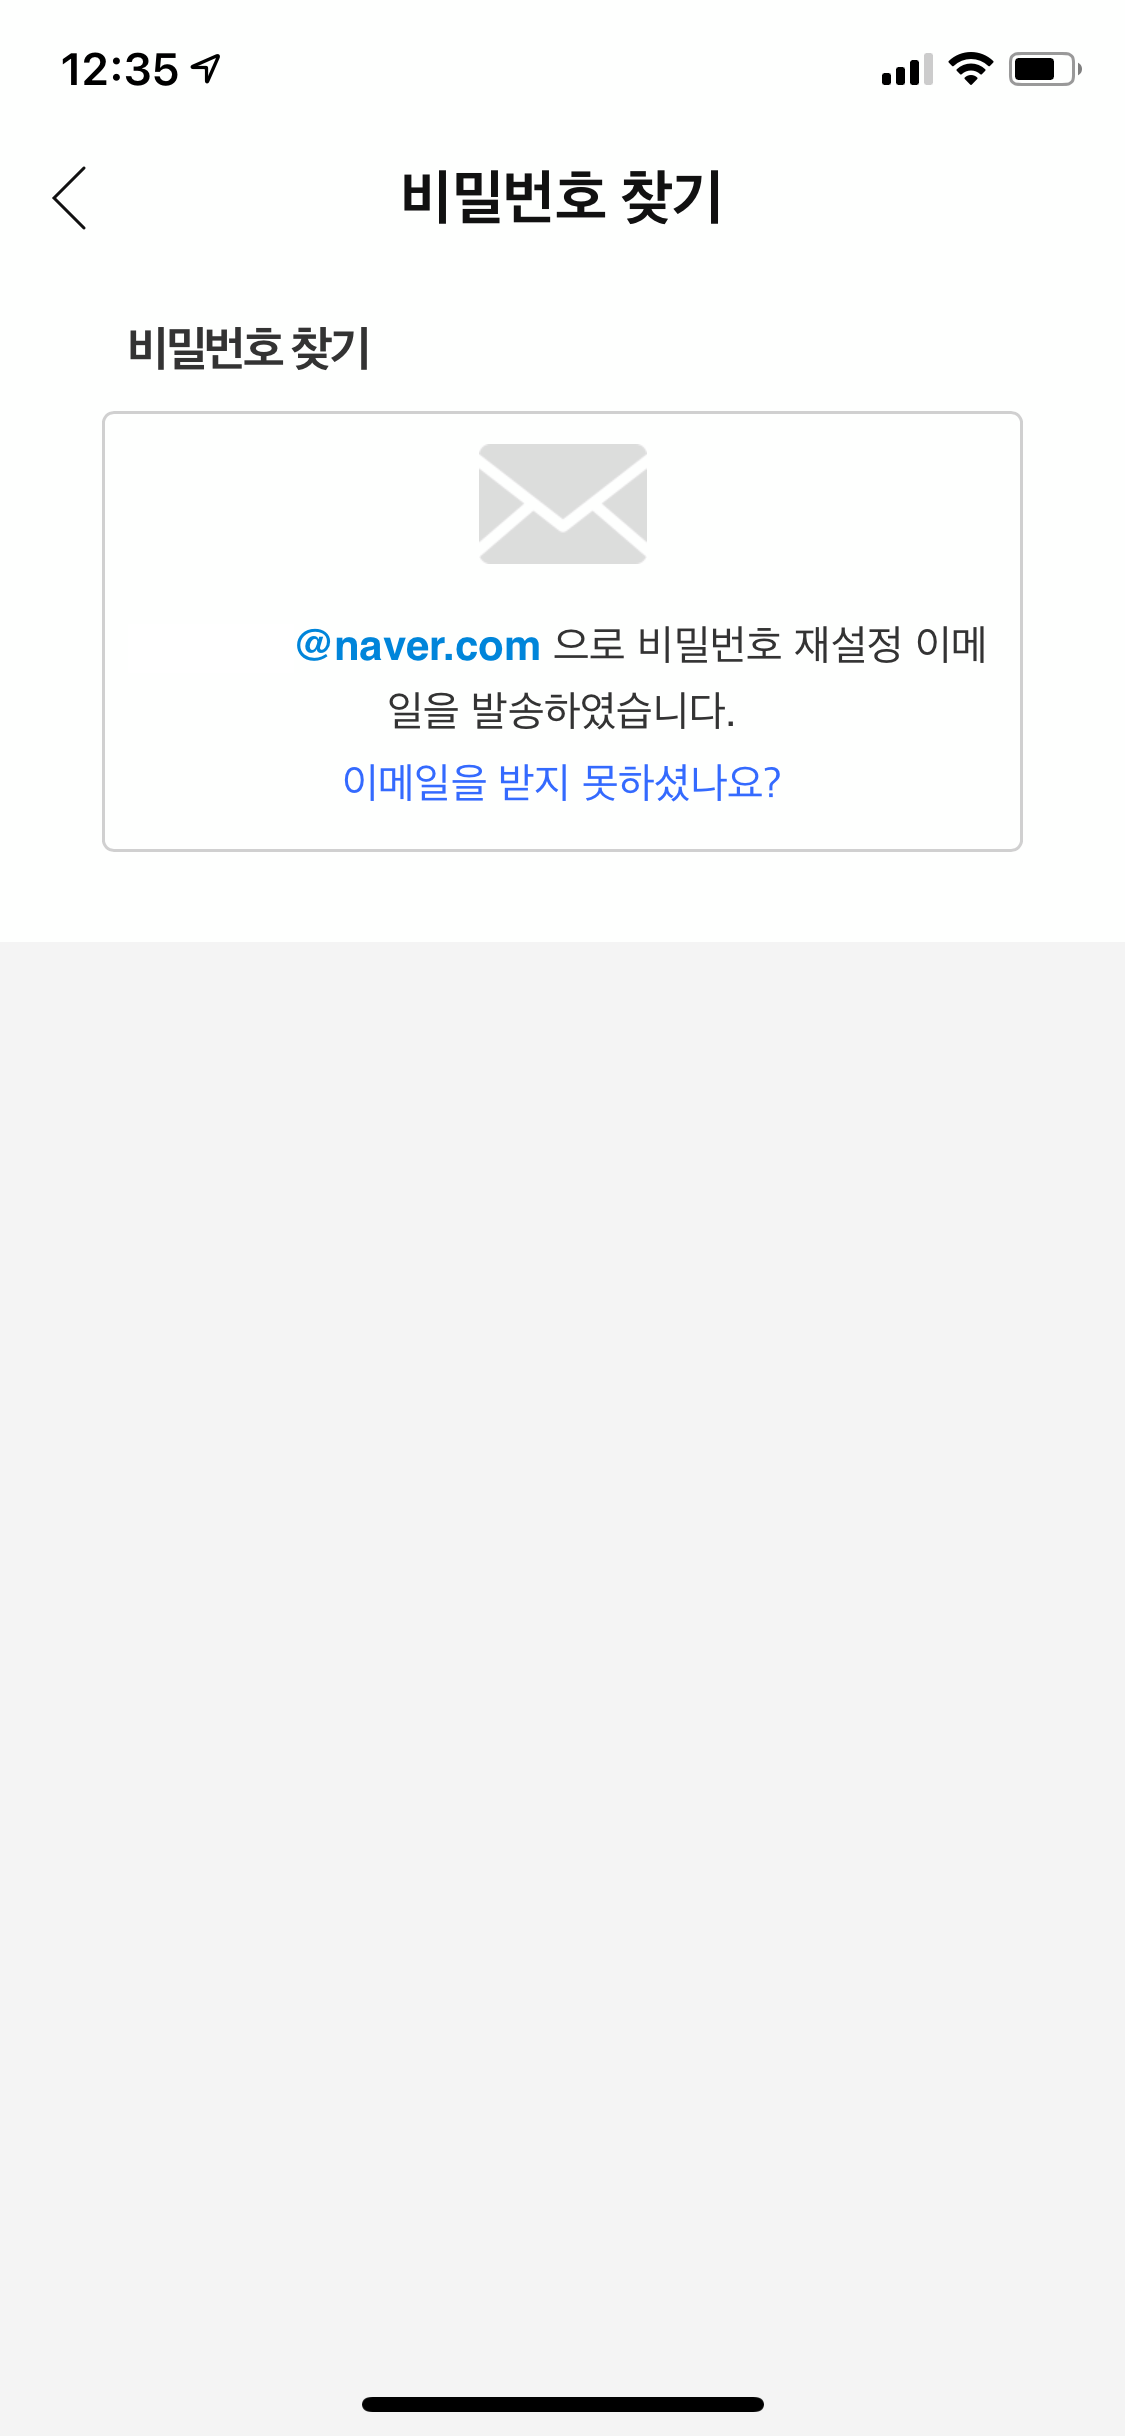 12:35
비밀번호 찾기
비밀번호 찾기
@naver.com 으로 비밀번호 재설정 이메
일을 발송하였습니다.
이메일을 받지 못하셨나요?